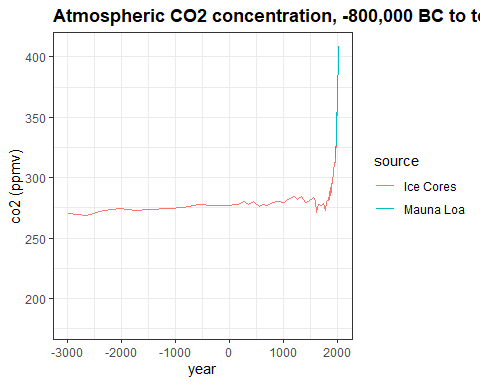 Atmospheric CO2 concentration, -800,000 BC to t
400
350
300
250
200
co2 (ppmv)
-3000 -2000 -1000 0 1000 2000
year
source
Ice Cores
Mauna Loa